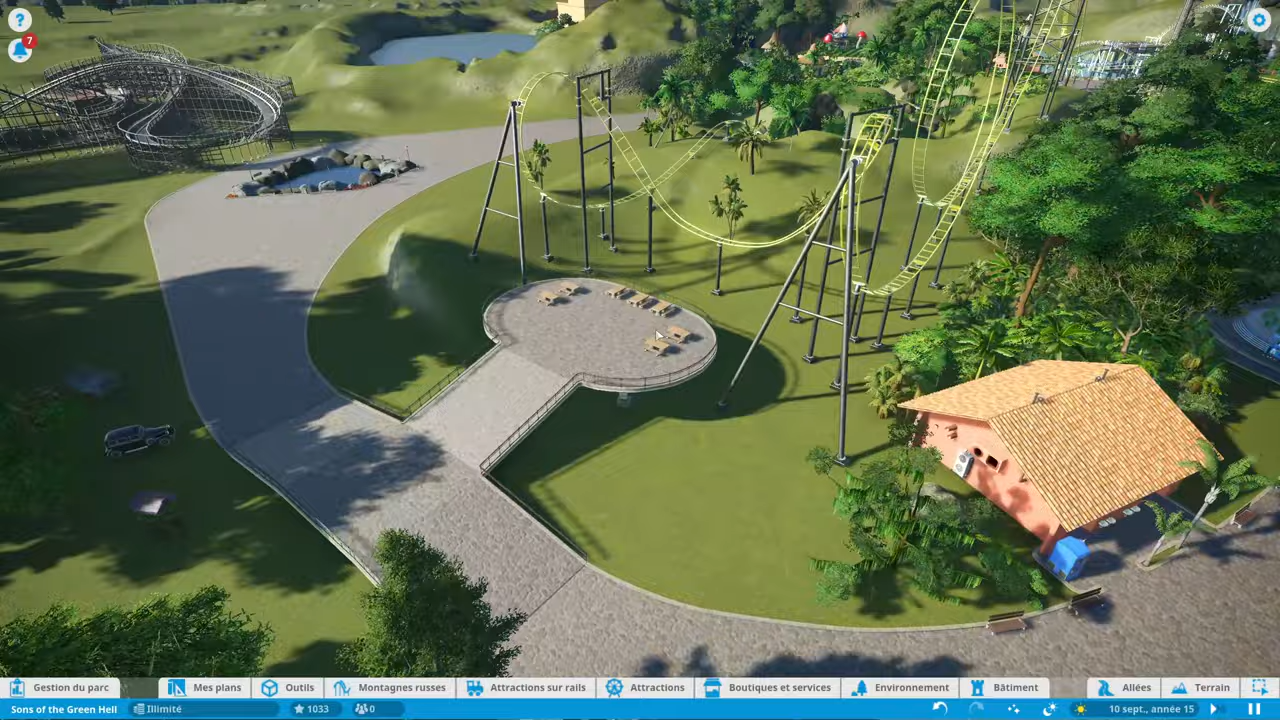 ?
7
Gestion du parc
Mes plans
Outils
Montagnes russes
Attractions sur rails
Attractions
Boutiques et services
Environnement
Bâtiment
Allées
Terrain
Sons of the Green Hell
Illimité
1033
0
10 sept., année 15